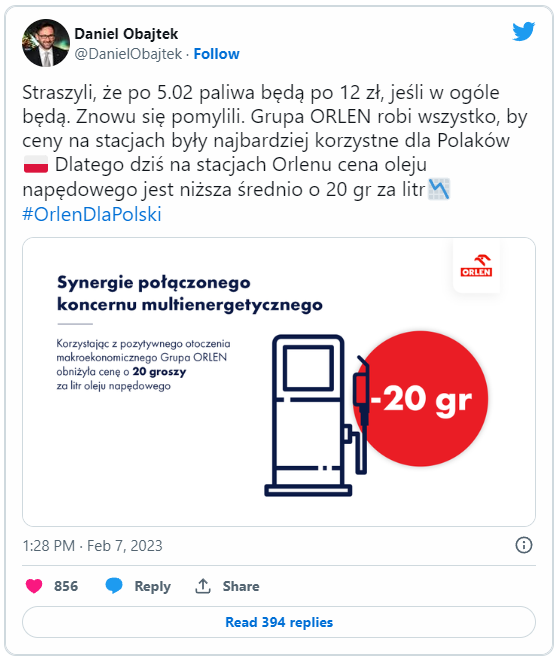 Daniel Obajtek
@DanielObajtek · Follow
Straszyli, że po 5.02 paliwa będą po 12 zł, jeśli w ogóle
będą. Znowu się pomylili. Grupa ORLEN robi wszystko, by
ceny na stacjach były najbardziej korzystne dla Polaków
🇵🇱 Dlatego dziś na stacjach Orlenu cena oleju
napędowego jest niższa średnio o 20 gr za litr📉
#OrlenDlaPolski
ORLEN
Synergie połączonego
koncernu multienergetycznego
Korzystając z pozytywnego otoczenia
makroekonomicznego Grupa ORLEN
obniżyła cenę o 20 groszy
za litr oleju napędowego
-20 gr
1:28 PM · Feb 7, 2023
856 Reply Share
Read 394 replies